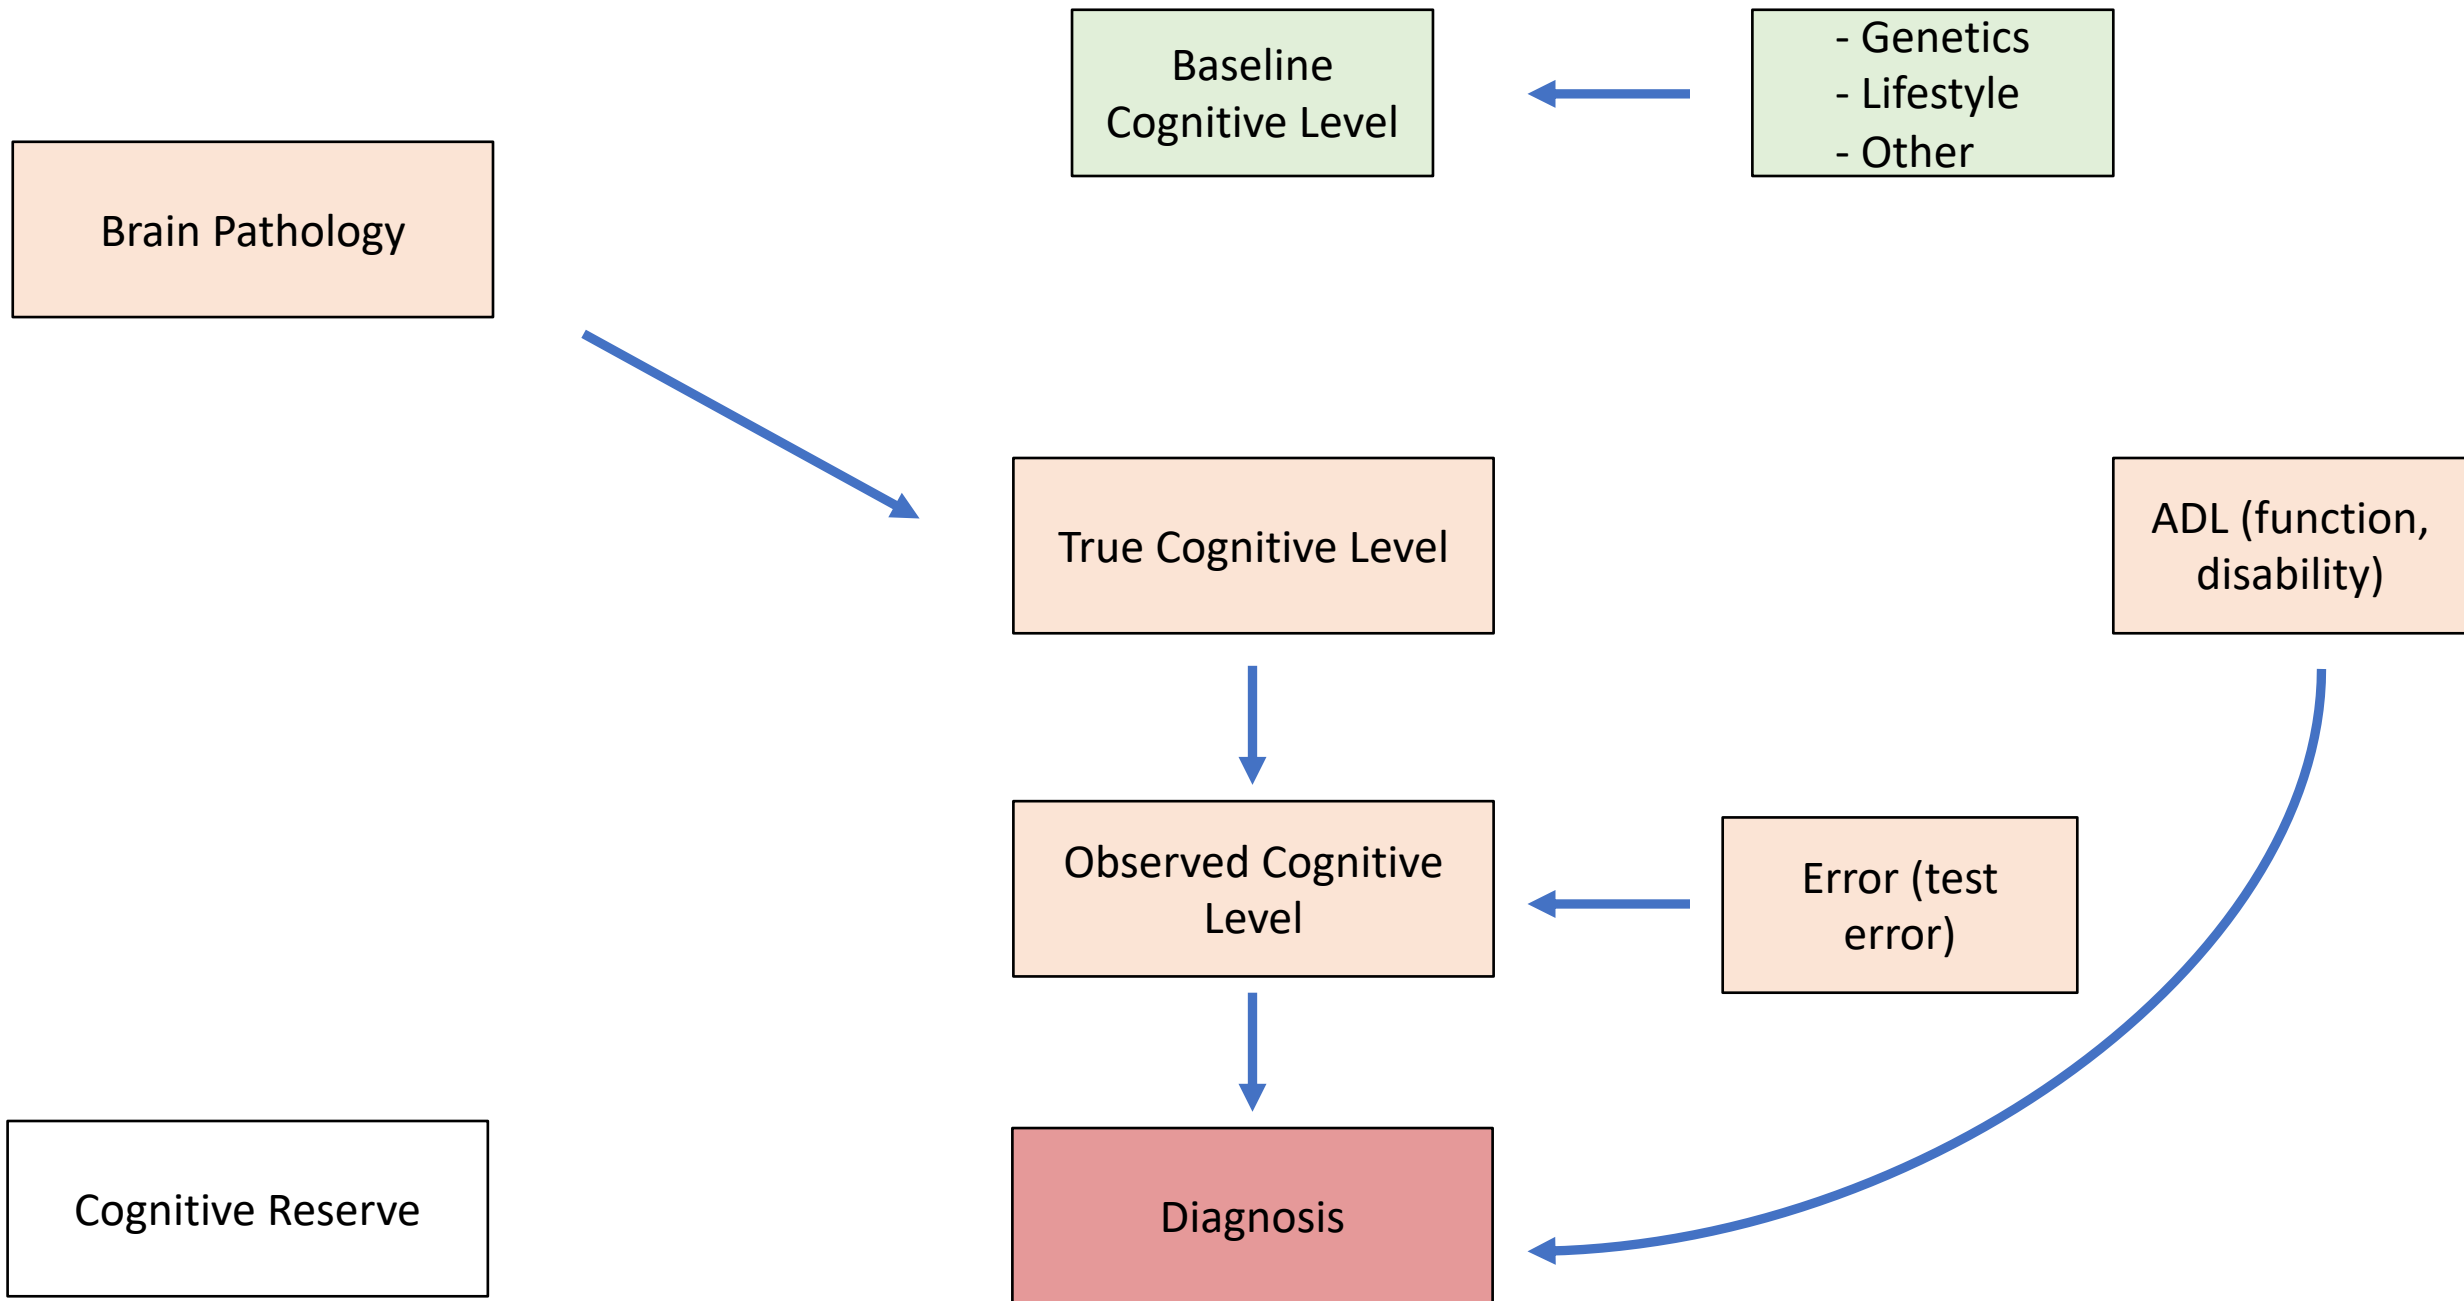 Baseline
Cognitive Level
- Genetics
- Lifestyle
- Other
Brain Pathology
True Cognitive Level
ADL (function,
disability)
Observed Cognitive
Level
Error (test
error)
Cognitive Reserve
Diagnosis